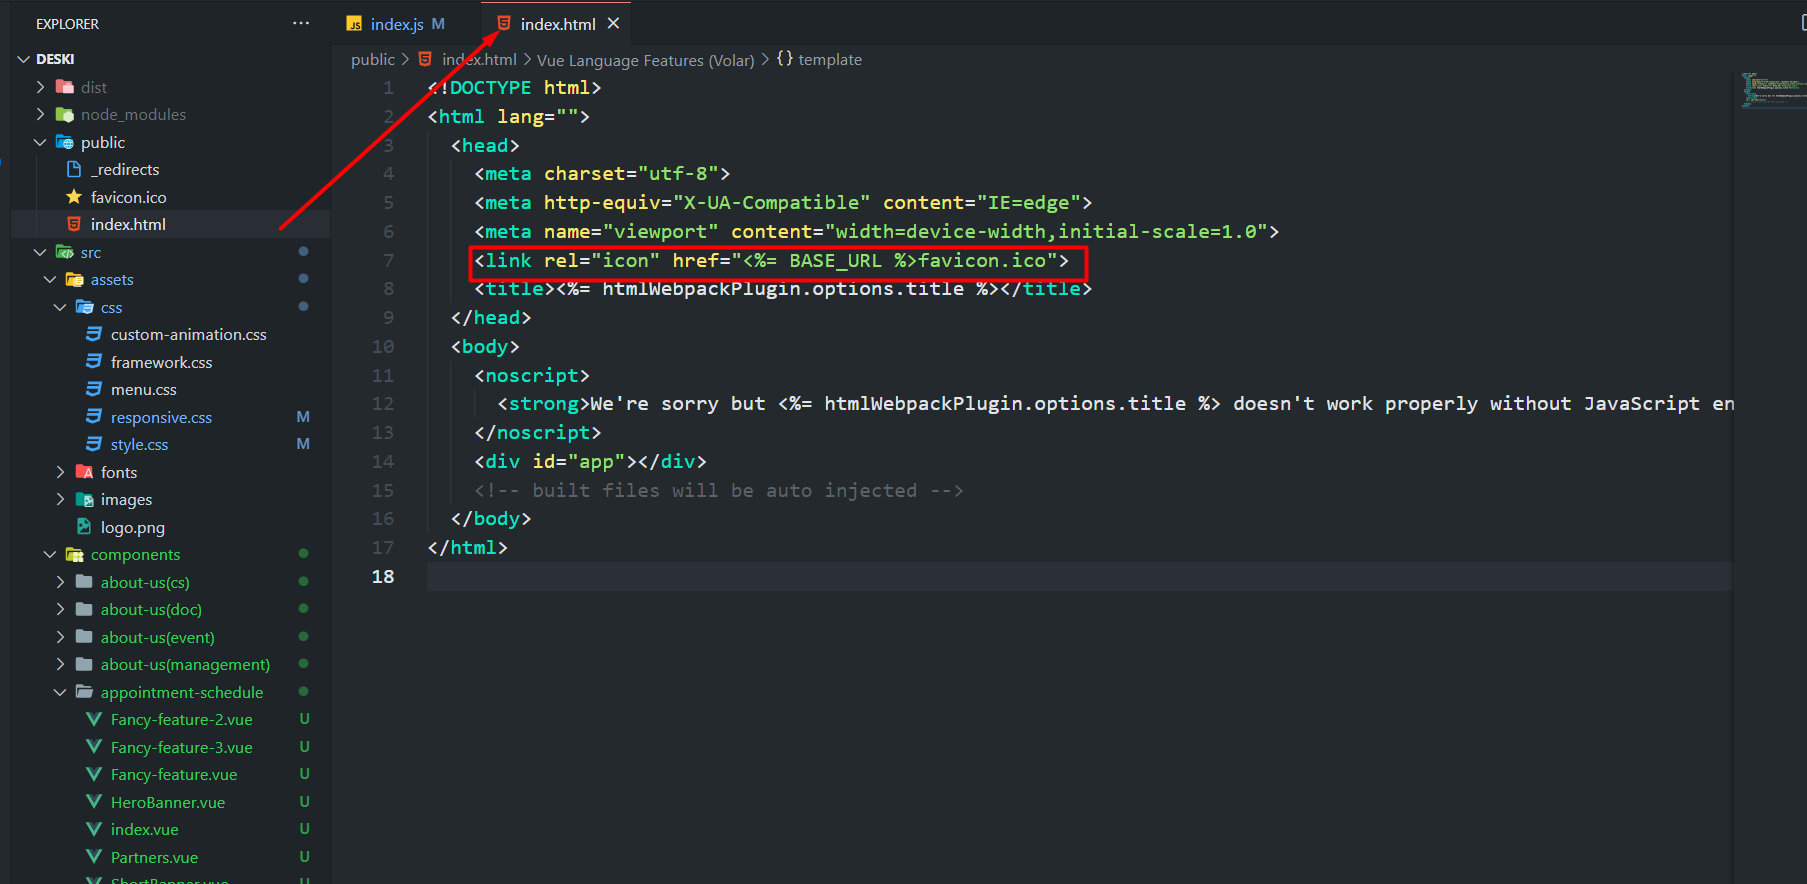 EXPLORER ···
DESKI
dist
node_modules
public
_redirects
favicon.ico
index.html
src
assets
css
custom-animation.css
framework.css
menu.css
responsive.css M
style.css M
fonts
images
logo.png
components
about-us(cs)
about-us(doc)
about-us(event)
about-us(management)
appointment-schedule
Fancy-feature-2.vue U
Fancy-feature-3.vue U
Fancy-feature.vue U
HeroBanner.vue U
index.vue U
Partners.vue U
ShortBanner.vue U
index.js M index.html
public > index.html > Vue Language Features (Volar) > {} template
1 <!DOCTYPE html>
2 <html lang="">
3 <head>
4 <meta charset="utf-8">
5 <meta http-equiv="X-UA-Compatible" content="IE=edge">
6 <meta name="viewport" content="width=device-width,initial-scale=1.0">
7 <link rel="icon" href="<%= BASE_URL %>favicon.ico">
8 <title><%= htmlWebpackPlugin.options.title %></title>
9 </head>
10 <body>
11 <noscript>
12 <strong>We're sorry but <%= htmlWebpackPlugin.options.title %> doesn't work properly without JavaScript en
13 </noscript>
14 <div id="app"></div>
15 <!-- built files will be auto injected -->
16 </body>
17 </html>
18